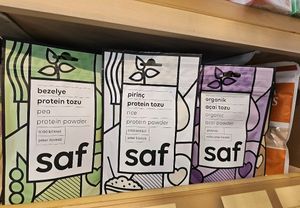 bezelye
protein tozu
pea
protein powder
saf
pirinç
protein tozu
rice
protein powder
saf
organik
açai tozu
organic
acai powder
saf